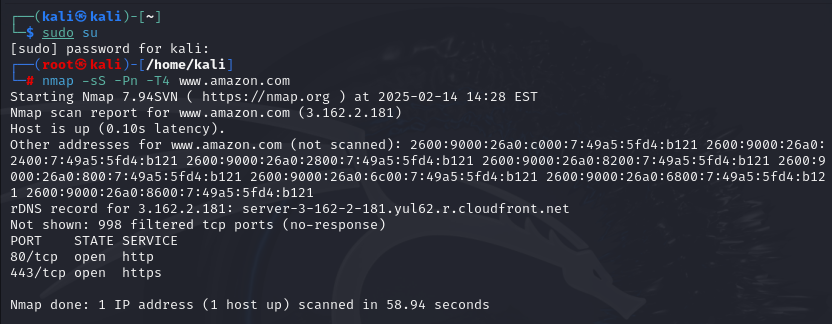 ┌──(kali㉿kali)-[~]
└─$ sudo su
[sudo] password for kali:
┌──(root㉿kali)-[/home/kali]
└─# nmap -sS -Pn -T4 www.amazon.com
Starting Nmap 7.94SVN ( https://nmap.org ) at 2025-02-14 14:28 EST
Nmap scan report for www.amazon.com (3.162.2.181)
Host is up (0.10s latency).
Other addresses for www.amazon.com (not scanned): 2600:9000:26a0:c000:7:49a5:5fd4:b121 2600:9000:26a0:
2400:7:49a5:5fd4:b121 2600:9000:26a0:2800:7:49a5:5fd4:b121 2600:9000:26a0:8200:7:49a5:5fd4:b121 2600:9
000:26a0:800:7:49a5:5fd4:b121 2600:9000:26a0:6c00:7:49a5:5fd4:b121 2600:9000:26a0:6800:7:49a5:5fd4:b12
1 2600:9000:26a0:8600:7:49a5:5fd4:b121
rDNS record for 3.162.2.181: server-3-162-2-181.yul62.r.cloudfront.net
Not shown: 998 filtered tcp ports (no-response)
PORT    STATE SERVICE
80/tcp  open  http
443/tcp open  https

Nmap done: 1 IP address (1 host up) scanned in 58.94 seconds